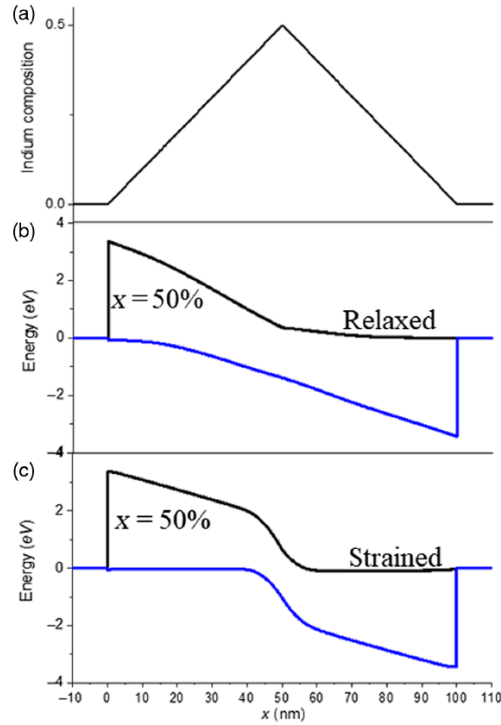 (a)
0.5
Indium composition
0.0
(b)
4
2
0
−2
−4
Energy (eV)
x = 50%
Relaxed
(c)
2
0
−2
−4
Energy (eV)
x = 50%
Strained
−10 0 10 20 30 40 50 60 70 80 90 100 110
x (nm)